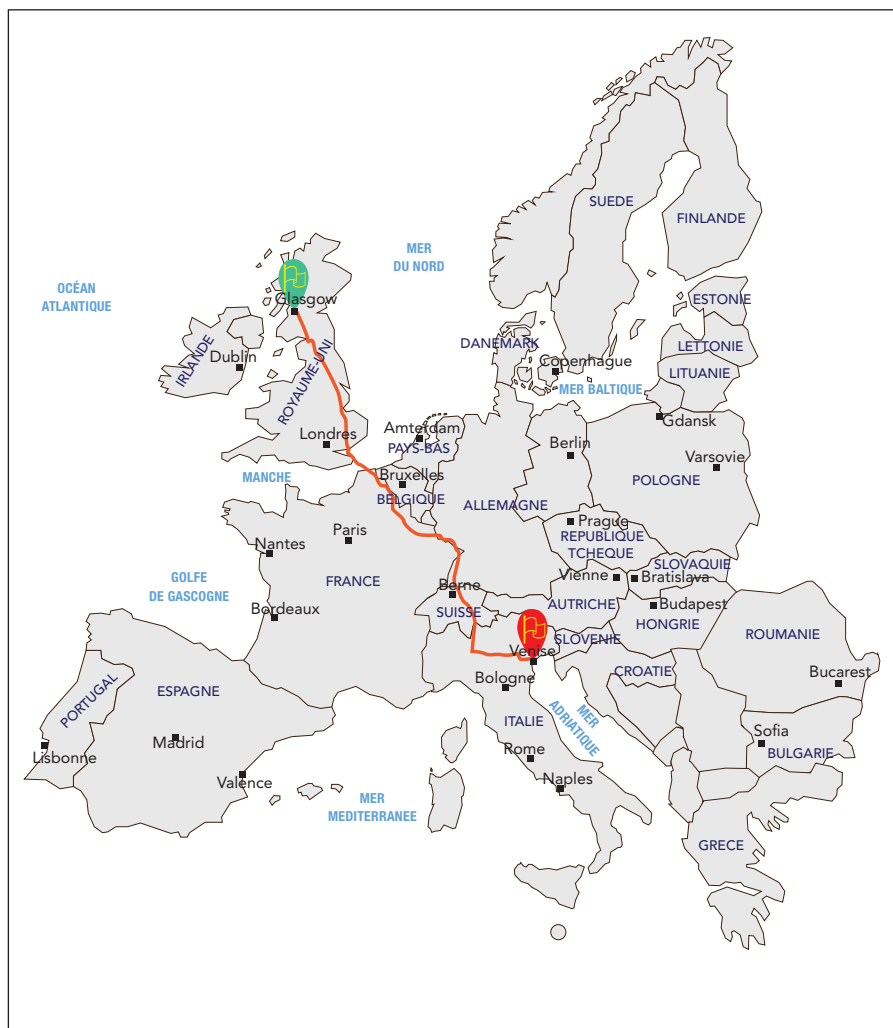 SUEDE
FINLANDE
MER
DU NORD
OCÉAN
ATLANTIQUE
Glasgow
ESTONIE
DANEMARK
LETTONIE
IRLANDE
Dublin
ROYAUME-UNI
Copenhague
LITUANIE
MER BALTIQUE
Gdansk
Amterdam
PAYS-BAS
Londres
Berlin
Varsovie
MANCHE
Bruxelles
BELGIQUE
ALLEMAGNE
POLOGNE
Prague
REPUBLIQUE
TCHEQUE
Paris
Nantes
SLOVAQUIE
GOLFE
DE GASCOGNE
FRANCE
Berne
Vienne
Bratislava
Bordeaux
SUISSE
AUTRICHE
Budapest
HONGRIE
ROUMANIE
SLOVENIE
Venise
CROATIE
Bucarest
Bologne
PORTUGAL
ESPAGNE
MER
ADRIATIQUE
ITALIE
Lisbonne
Madrid
Rome
Sofia
BULGARIE
Valence
Naples
MER
MEDITERRANEE
GRECE